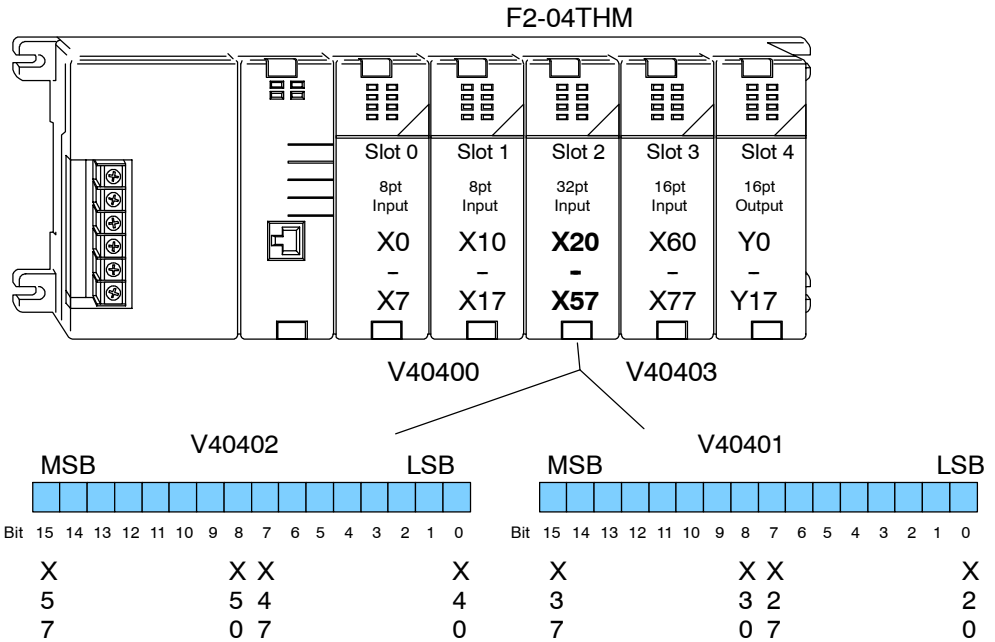 F2-04THM
Slot 0 Slot 1 Slot 2 Slot 3 Slot 4
8pt 8pt 32pt 16pt 16pt
Input Input Input Input Output
X0 X10 X20 X60 Y0
- - - - -
X7 X17 X57 X77 Y17
V40400 V40403
V40402 V40401
MSB LSB MSB LSB
Bit 15 14 13 12 11 10 9 8 7 6 5 4 3 2 1 0 Bit 15 14 13 12 11 10 9 8 7 6 5 4 3 2 1 0
X X X X X X X X
5 5 4 4 3 3 2 2
7 0 7 0 7 0 7 0